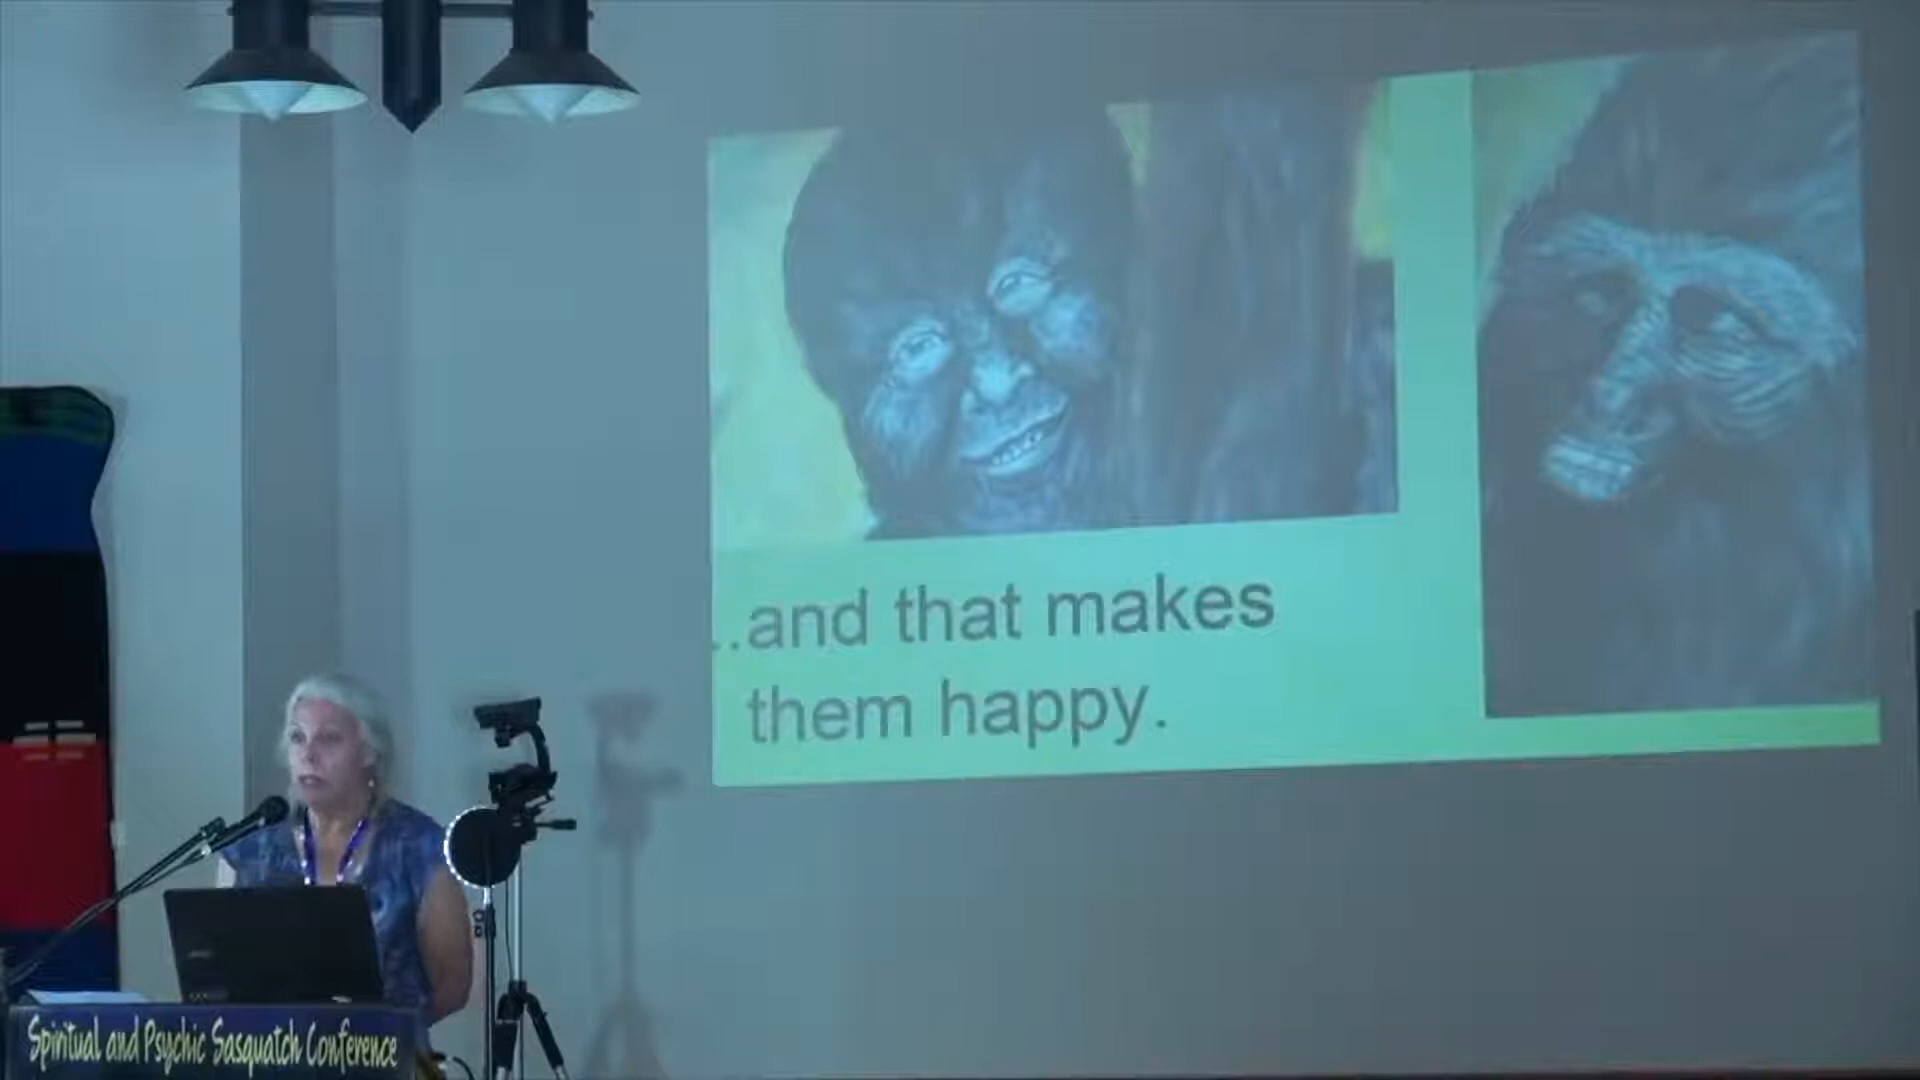 ..and that makes
them happy.
Spiritual and Psychic Sasquatch Conference